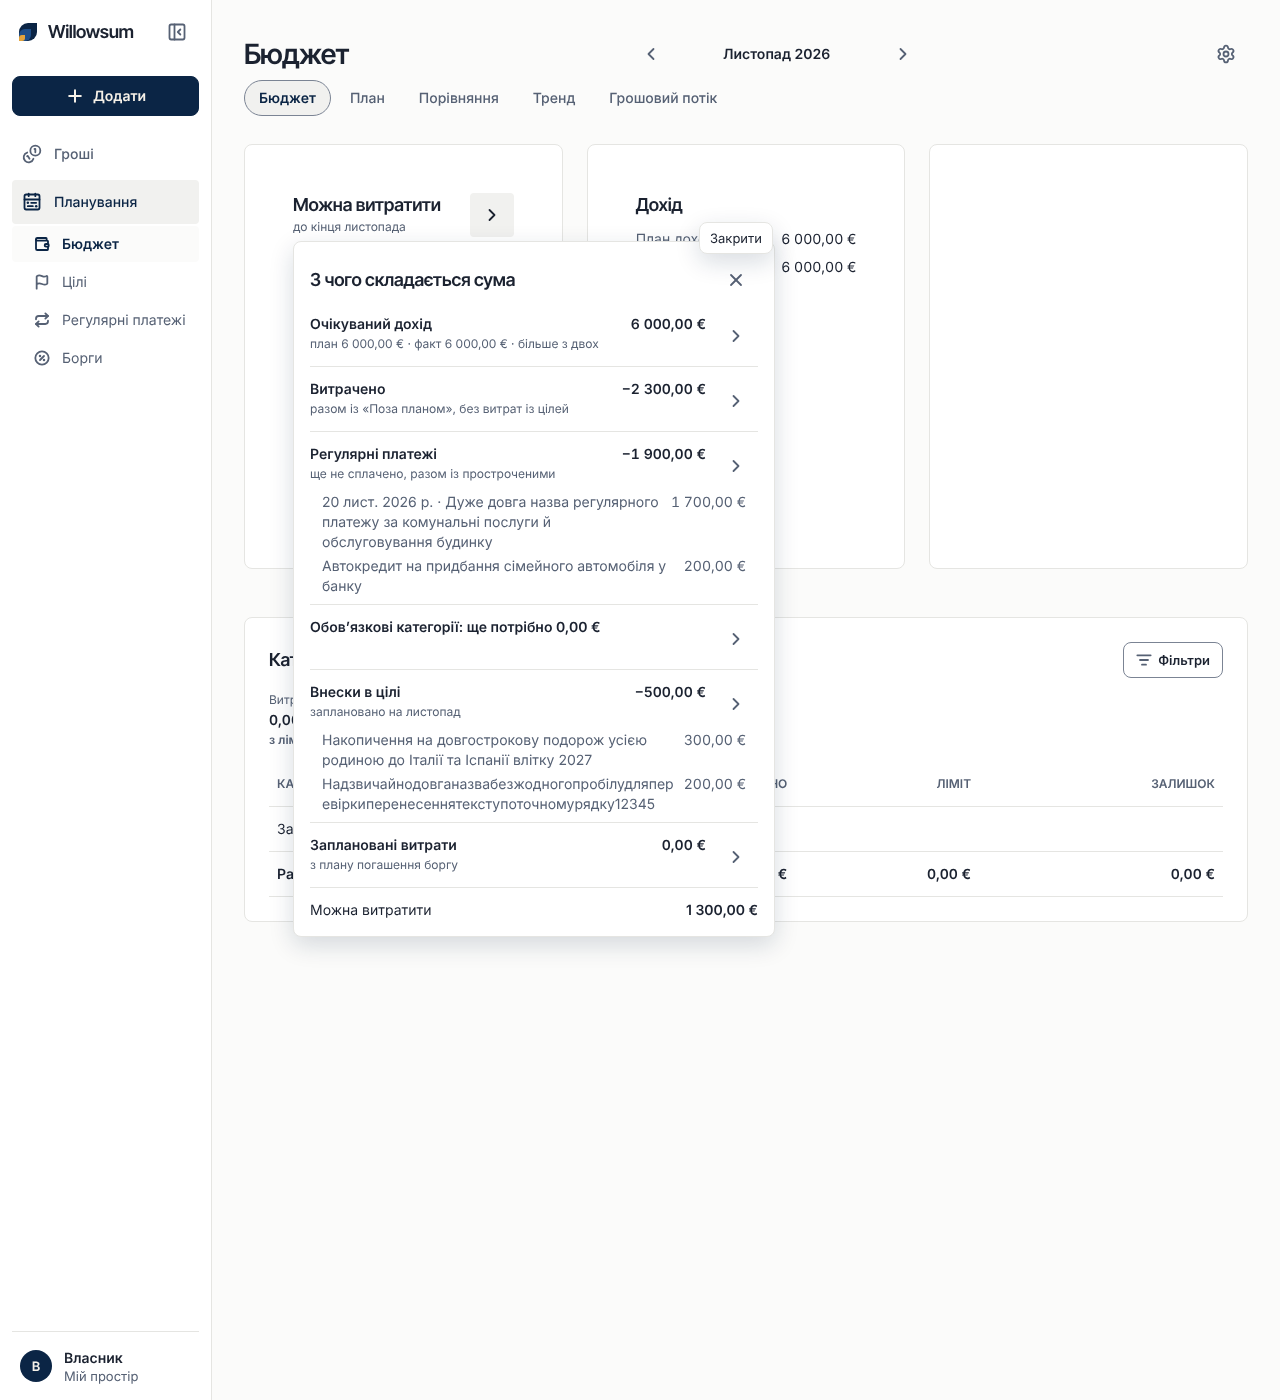 Willowsum
Додати
Гроші
Планування
Бюджет
Цілі
Регулярні платежі
Борги
Власник
Мій простір
В
Бюджет
Листопад 2026
Бюджет
План
Порівняння
Тренд
Грошовий потік
Можна витратити
до кінця листопада
Дохід
6 000,00 €
6 000,00 €
Закрити
З чого складається сума
Очікуваний дохід 6 000,00 €
план 6 000,00 € · факт 6 000,00 € · більше з двох
Витрачено −2 300,00 €
разом із «Поза планом», без витрат із цілей
Регулярні платежі −1 900,00 €
ще не сплачено, разом із простроченими
20 лист. 2026 р. · Дуже довга назва регулярного 1 700,00 €
платежу за комунальні послуги й
обслуговування будинку
Автокредит на придбання сімейного автомобіля у 200,00 €
банку
Обов’язкові категорії: ще потрібно 0,00 €
Внески в цілі −500,00 €
заплановано на листопад
Накопичення на довгострокову подорож усією 300,00 €
родиною до Італії та Іспанії влітку 2027
Надзвичайнодовганазвабезжодногопробілудляпер 200,00 €
евіркиперенесеннятекступоточномурядку12345
Заплановані витрати 0,00 €
з плану погашення боргу
Можна витратити 1 300,00 €
Фільтри
ЛІМІТ
ЗАЛИШОК
€ 0,00 € 0,00 €